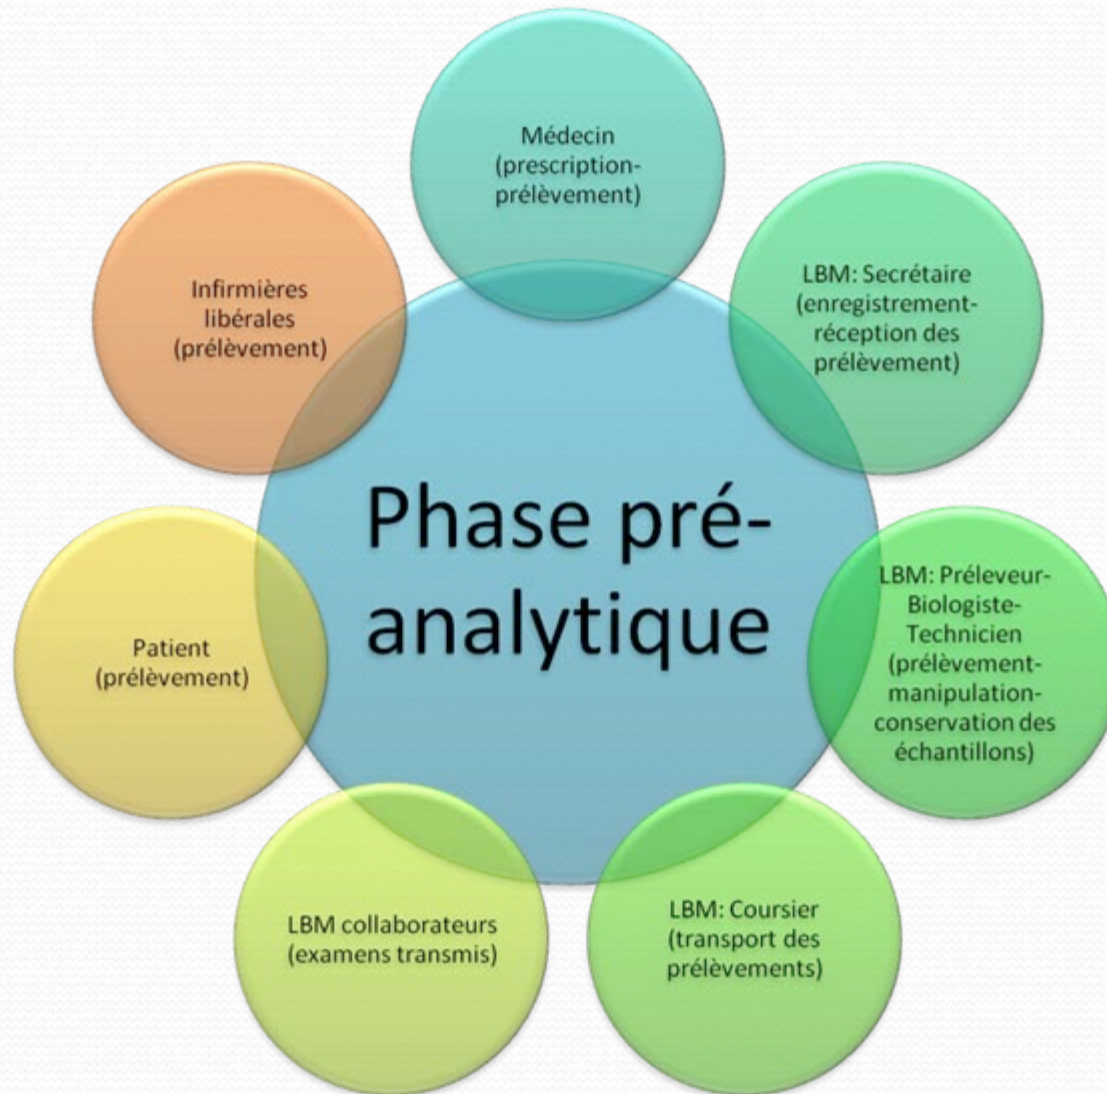 Médecin
(prescription-
prélèvement)
LBM: Secrétaire
(enregistrement-
réception des
prélèvement)
LBM: Préleveur-
Biologiste-
Technicien
(prélèvement-
manipulation-
conservation des
échantillons)
LBM: Coursier
(transport des
prélèvements)
LBM collaborateurs
(examens transmis)
Patient
(prélèvement)
Infirmières
libérales
(prélèvement)
Phase pré-
analytique